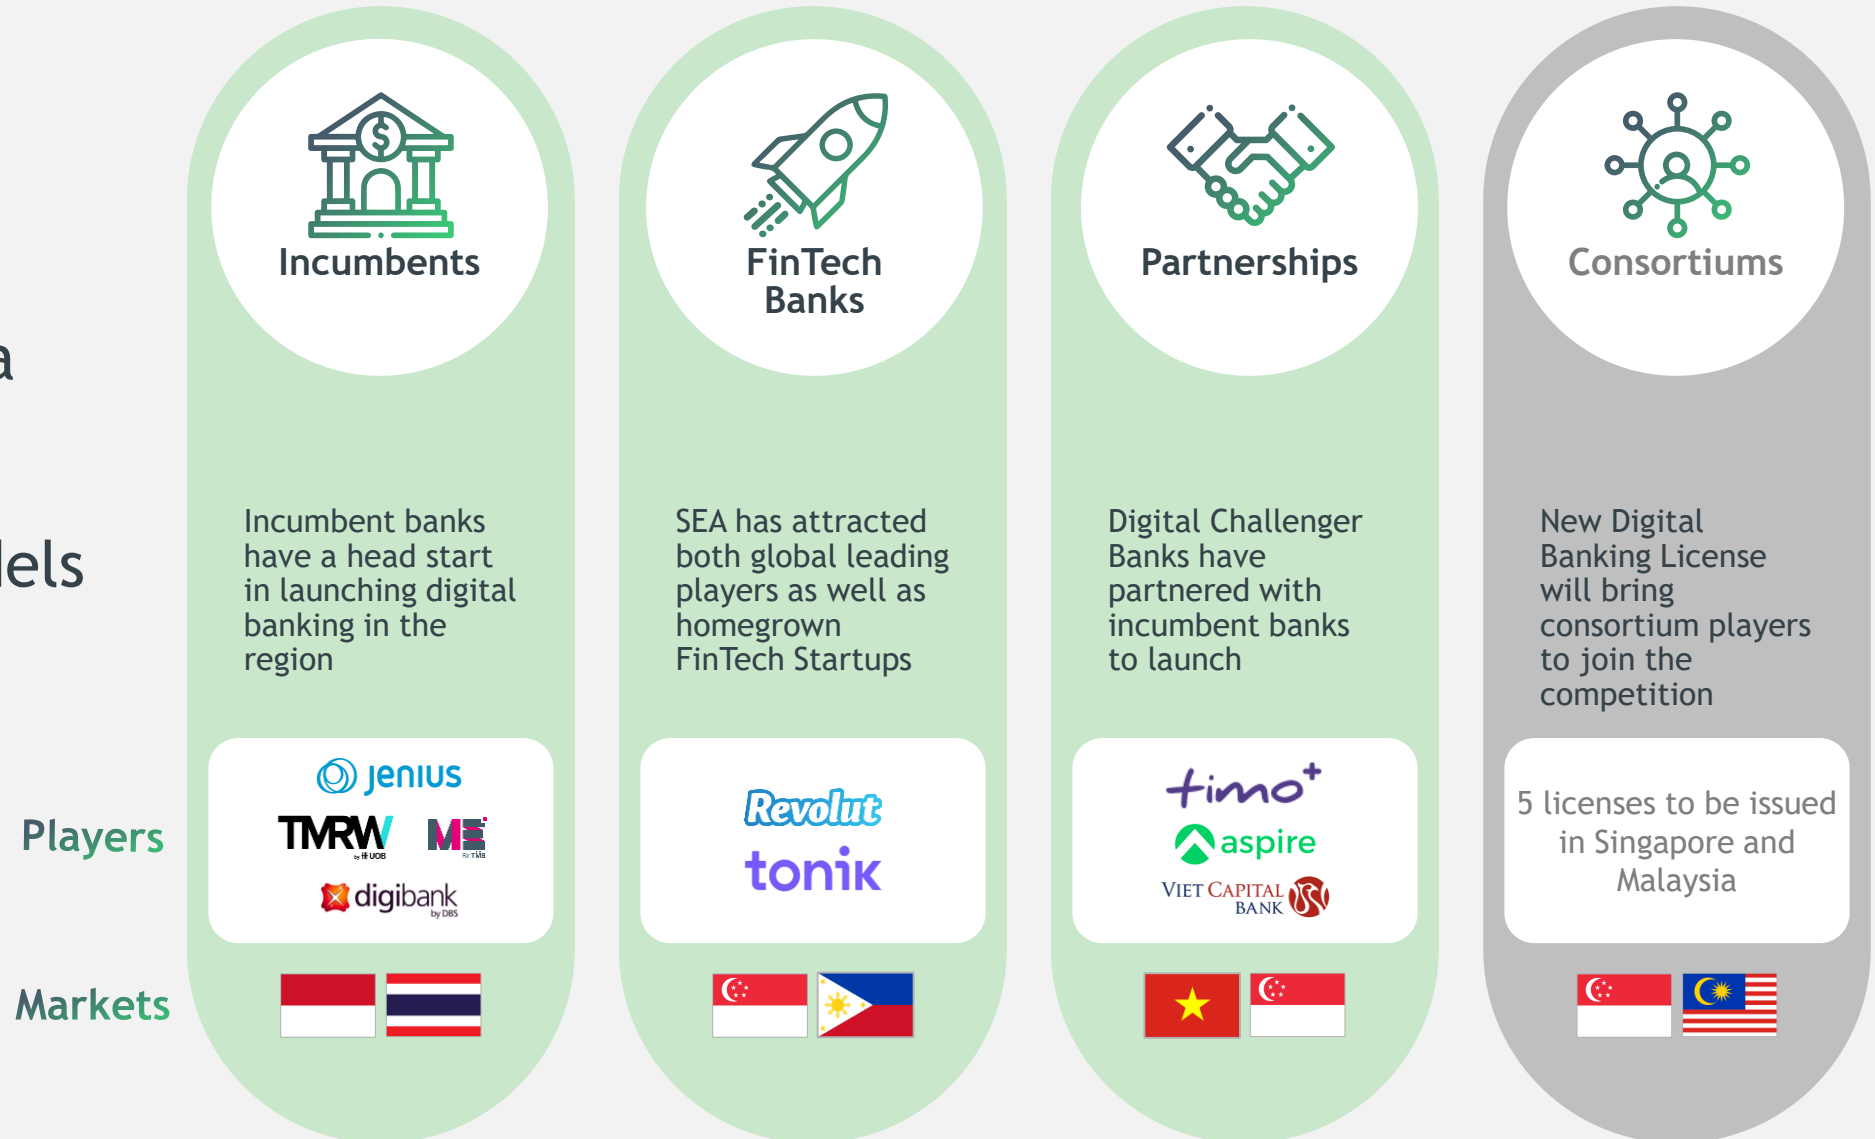 a
dels
Incumbents
Incumbent banks
have a head start
in launching digital
banking in the
region
FinTech
Banks
SEA has attracted
both global leading
players as well as
homegrown
FinTech Startups
Partnerships
Digital Challenger
Banks have
partnered with
incumbent banks
to launch
Consortiums
New Digital
Banking License
will bring
consortium players
to join the
competition
Players
jenius
TMRW
by UOB
ME
BY TMB
digibank
by DBS
Revolut
tonik
timo+
aspire
VIET CAPITAL
BANK
5 licenses to be issued
in Singapore and
Malaysia
Markets